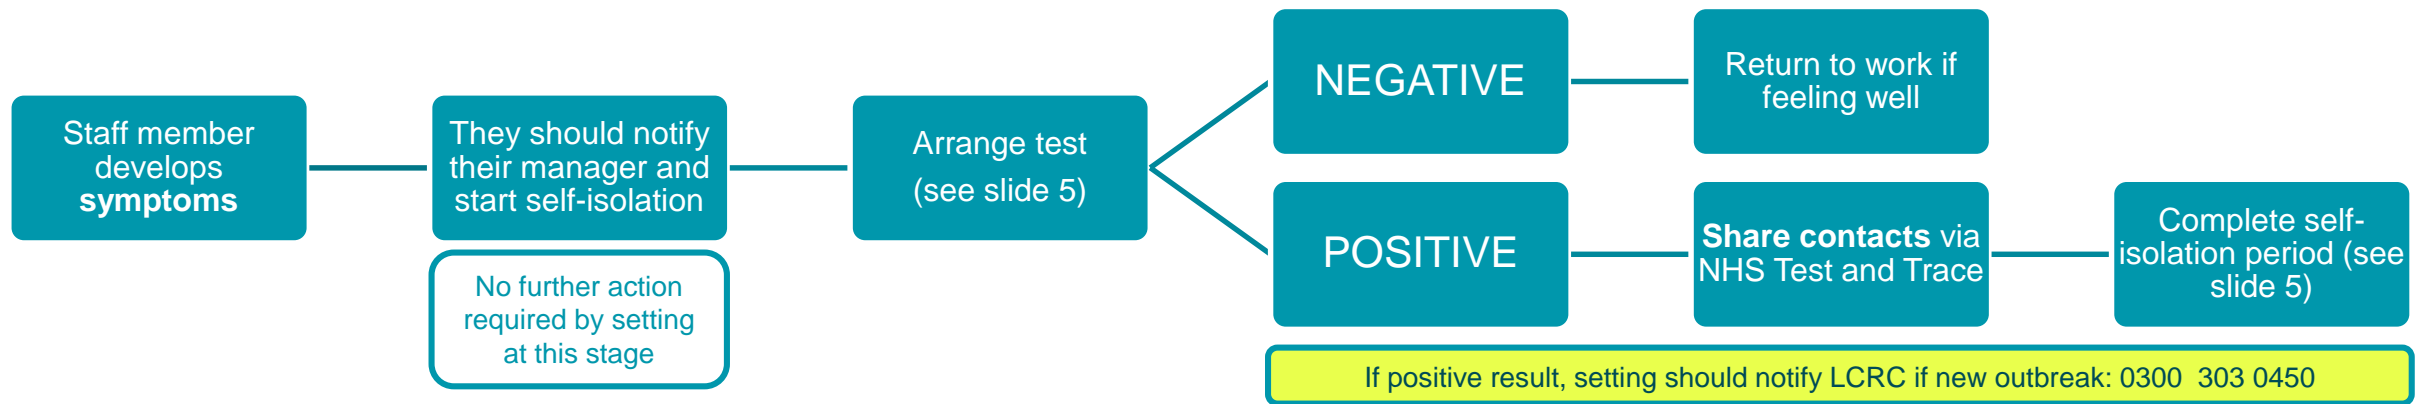 Staff member
develops
symptoms
They should notify
their manager and
start self-isolation
No further action
required by setting
at this stage
Arrange test
(see slide 5)
NEGATIVE
Return to work if
feeling well
POSITIVE
Share contacts via
NHS Test and Trace
Complete self-
isolation period (see
slide 5)
If positive result, setting should notify LCRC if new outbreak: 0300  303 0450